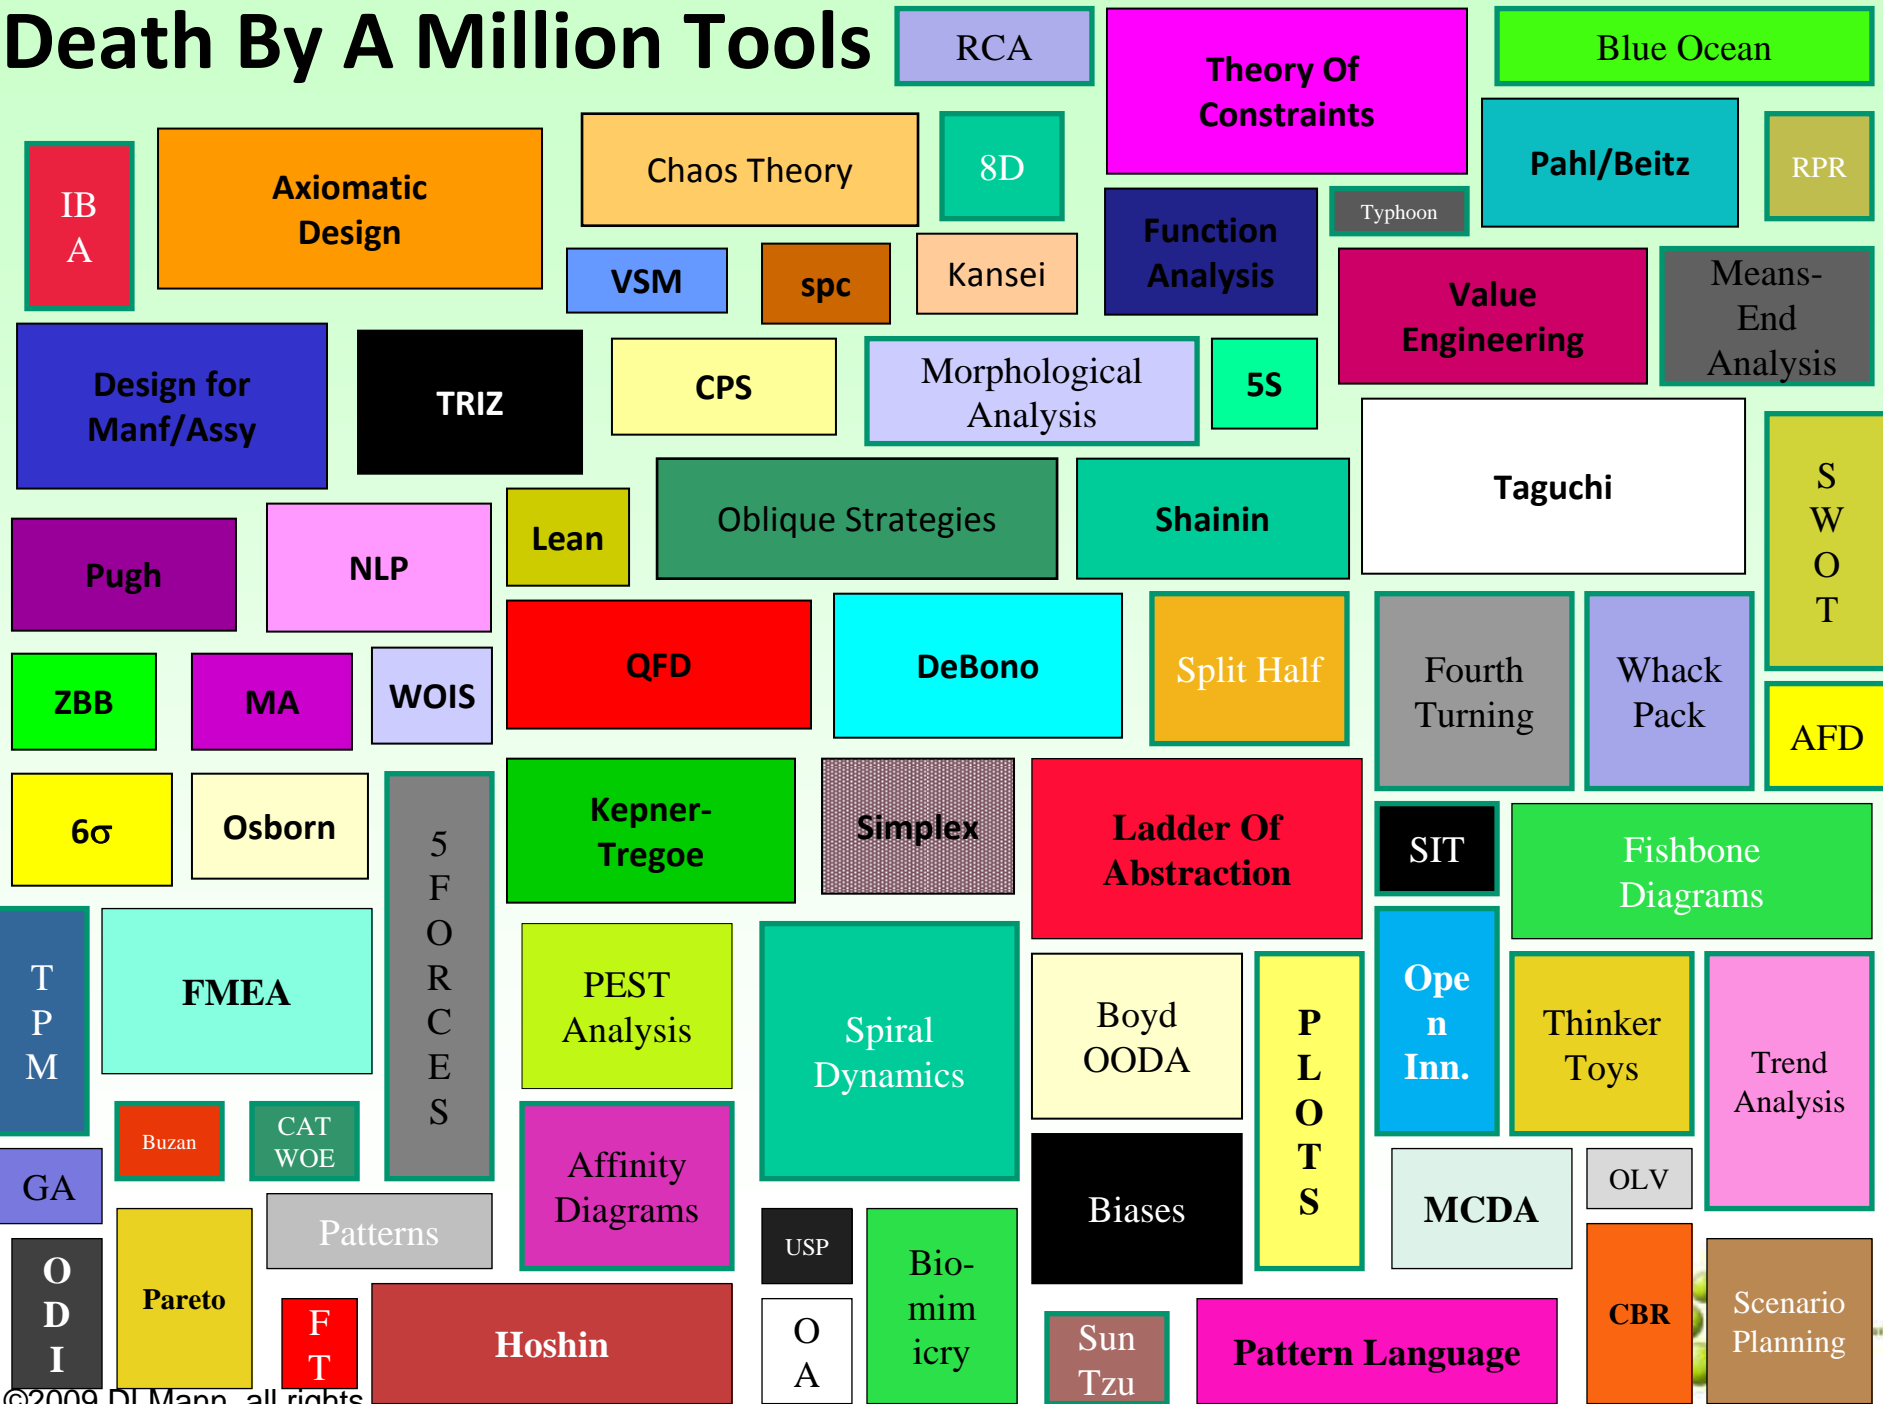 Death By A Million Tools
RCA
Theory Of
Constraints
Blue Ocean
IB
A
Axiomatic
Design
Chaos Theory
8D
Pahl/Beitz
RPR
Typhoon
Function
Analysis
VSM
spc
Kansei
Value
Engineering
Means-
End
Analysis
Design for
Manf/Assy
TRIZ
CPS
Morphological
Analysis
5S
Taguchi
S
W
O
T
Pugh
NLP
Lean
Oblique Strategies
Shainin
ZBB
MA
WOIS
QFD
DeBono
Split Half
Fourth
Turning
Whack
Pack
AFD
6σ
Osborn
5
F
O
R
C
E
S
Kepner-
Tregoe
Simplex
Ladder Of
Abstraction
SIT
Fishbone
Diagrams
T
P
M
FMEA
PEST
Analysis
Spiral
Dynamics
Boyd
OODA
P
L
O
T
S
Ope
n
Inn.
Thinker
Toys
Trend
Analysis
Buzan
CAT
WOE
Affinity
Diagrams
Biases
MCDA
OLV
GA
Patterns
USP
Bio-
mim
icry
O
D
I
Pareto
F
T
Hoshin
O
A
Sun
Tzu
Pattern Language
CBR
Scenario
Planning
©2009 DLMann, all rights